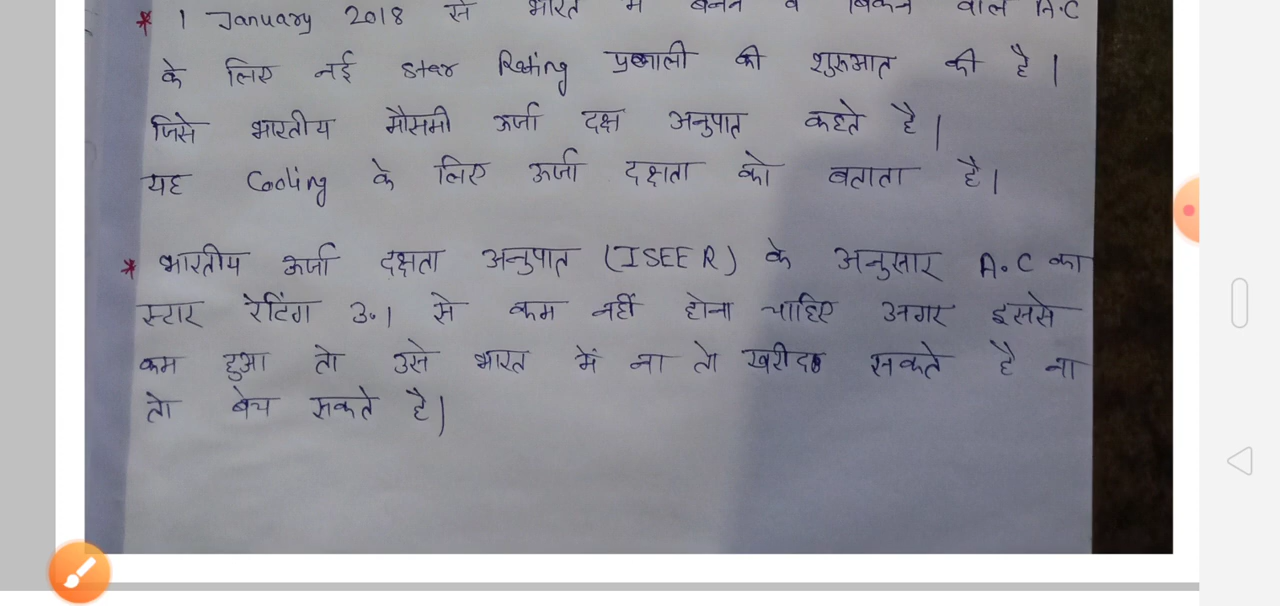 * 1 January 2018 से भारत में बनने व बिकने वाले A.C
के लिए नई Star Rating प्रणाली की शुरूआत की है।
जिसे भारतीय मौसमी ऊर्जा दक्ष अनुपात कहते है।
यह Cooling के लिए ऊर्जा दक्षता को बताता है।
* भारतीय ऊर्जा दक्षता अनुपात (ISEER) के अनुसार A.C का
स्टार रेटिंग 3.1 से कम नहीं होना चाहिए अगर इससे
कम हुआ तो उसे भारत में ना तो खरीद सकते है ना
तो बेच सकते है।